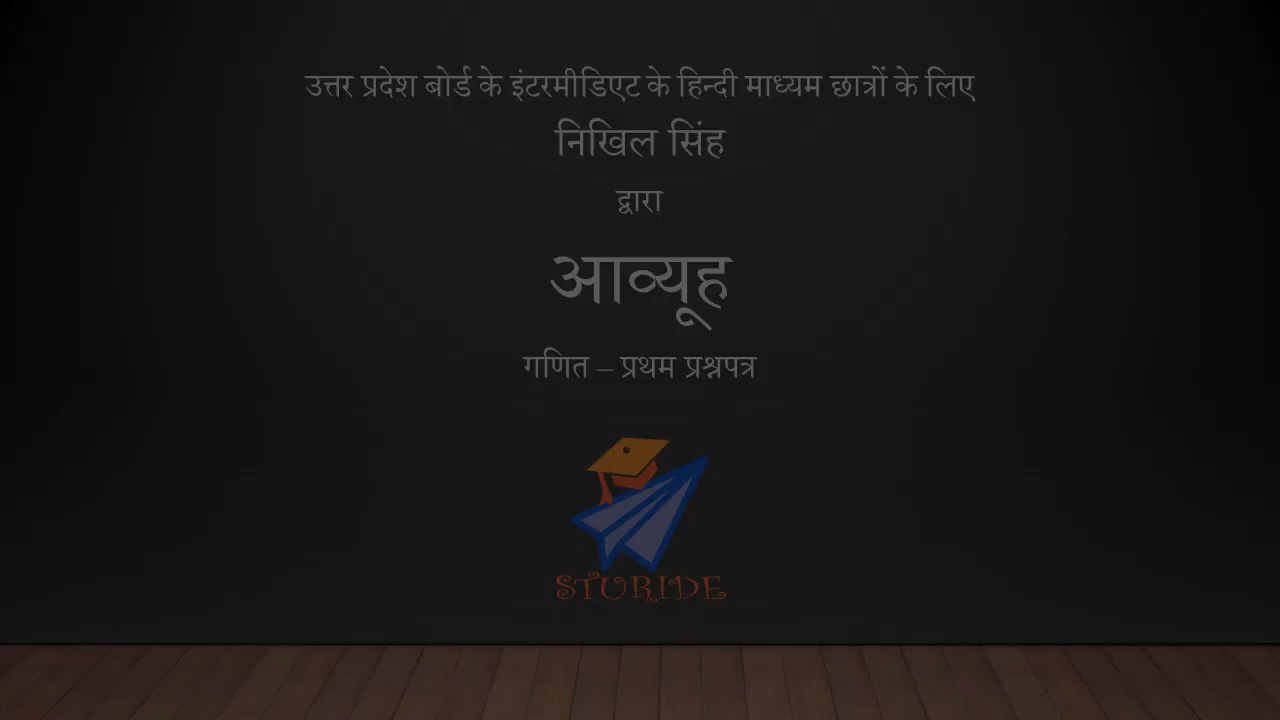 उत्तर प्रदेश बोर्ड के इंटरमीडिएट के हिन्दी माध्यम छात्रों के लिए
निखिल सिंह
द्वारा
आव्यूह
गणित – प्रथम प्रश्नपत्र
STURIDE